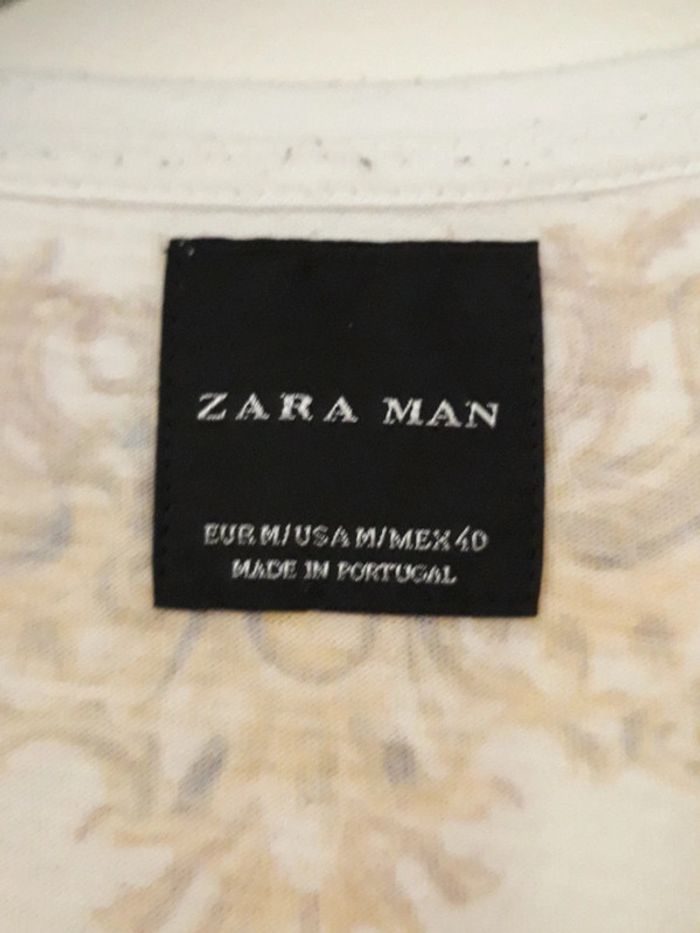 ZARA MAN
EUR M/USA M/MEX 40
MADE IN PORTUGAL